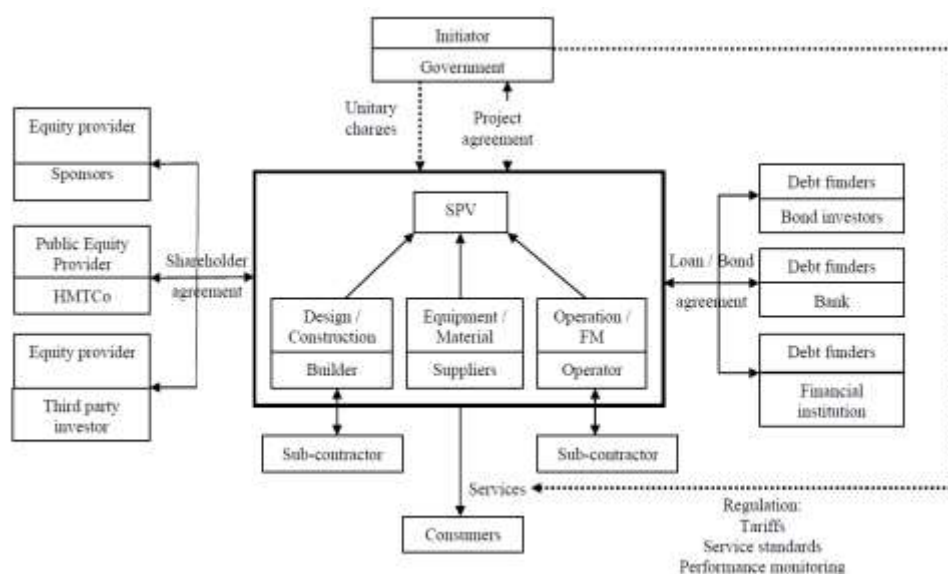 Initiator
Government
Unitary
charges
Project
agreement
Equity provider
Sponsors
Public Equity
Provider
HMTCo
Equity provider
Third party
investor
Shareholder
agreement
SPV
Design /
Construction
Builder
Equipment /
Material
Suppliers
Operation /
FM
Operator
Loan / Bond
agreement
Debt funders
Bond investors
Debt funders
Bank
Debt funders
Financial
institution
Sub-contractor
Sub-contractor
Services
Consumers
Regulation:
Tariffs
Service standards
Performance monitoring